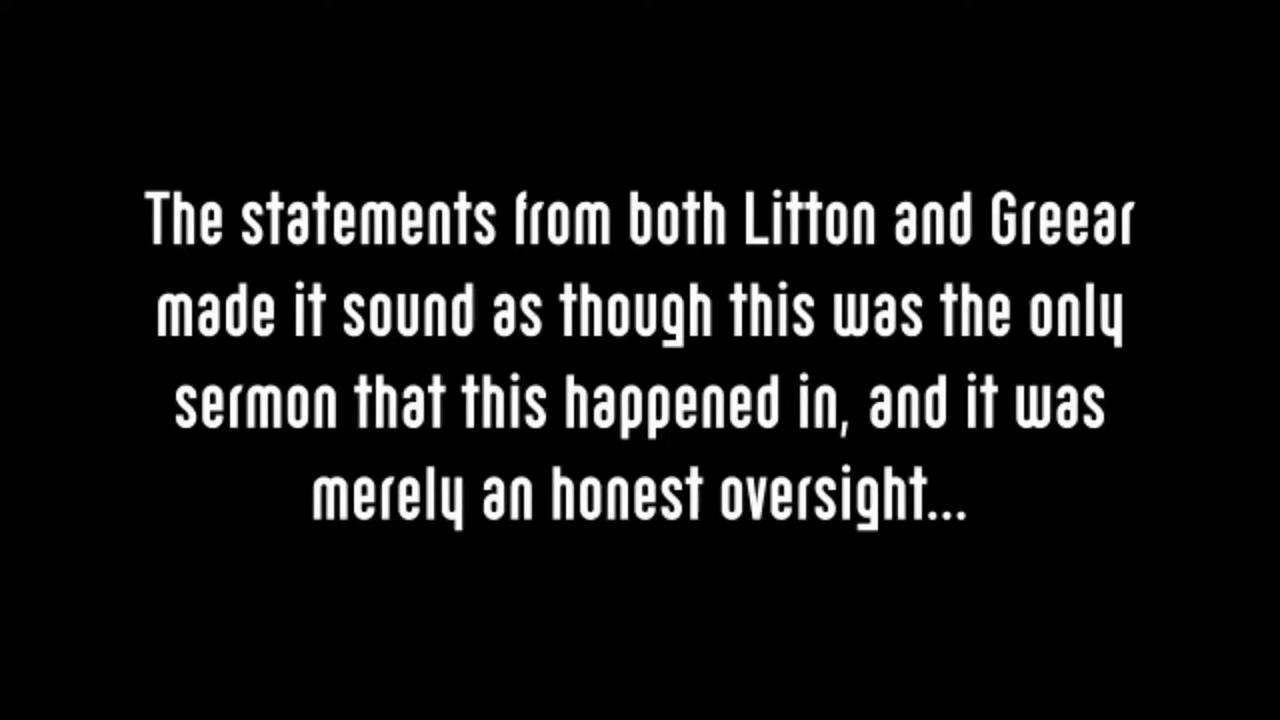 The statements from both Litton and Greear
made it sound as though this was the only
sermon that this happened in, and it was
merely an honest oversight...